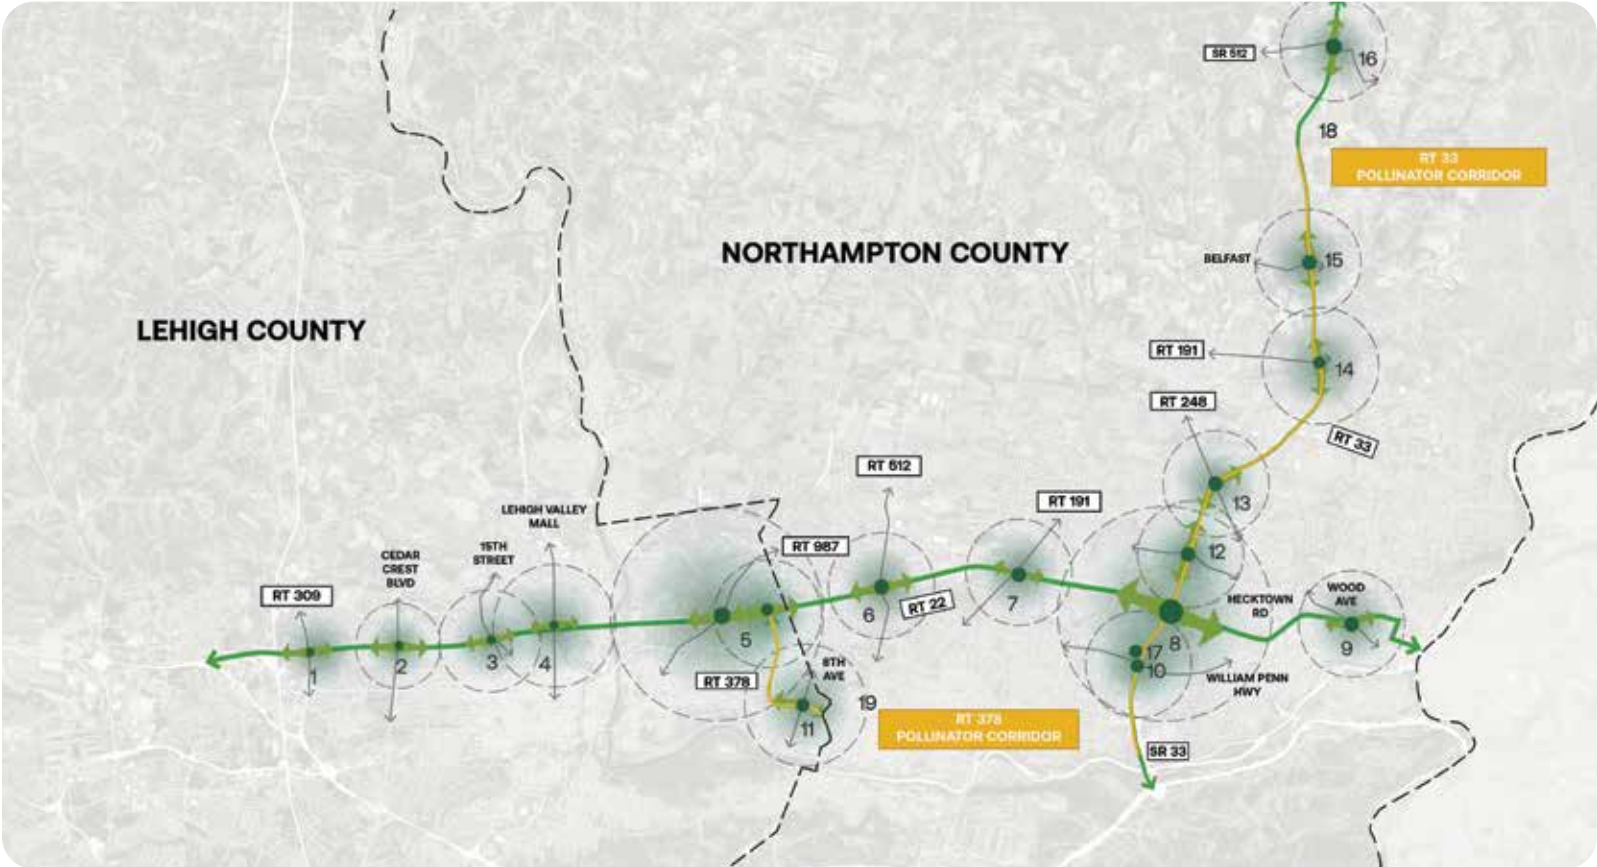 SR 512
16
18
RT 33
POLLINATOR CORRIDOR
NORTHAMPTON COUNTY
BELFAST
15
LEHIGH COUNTY
RT 191
14
RT 248
RT 33
RT 512
13
LEHIGH VALLEY
MALL
RT 191
15TH
STREET
RT 987
12
CEDAR
CREST
BLVD
RT 309
HECKTOWN
RD
WOOD
AVE
RT 22
6
7
5
8
9
1
2
3
4
17
10
8TH
AVE
RT 378
WILLIAM PENN
HWY
19
11
RT 378
POLLINATOR CORRIDOR
SR 33